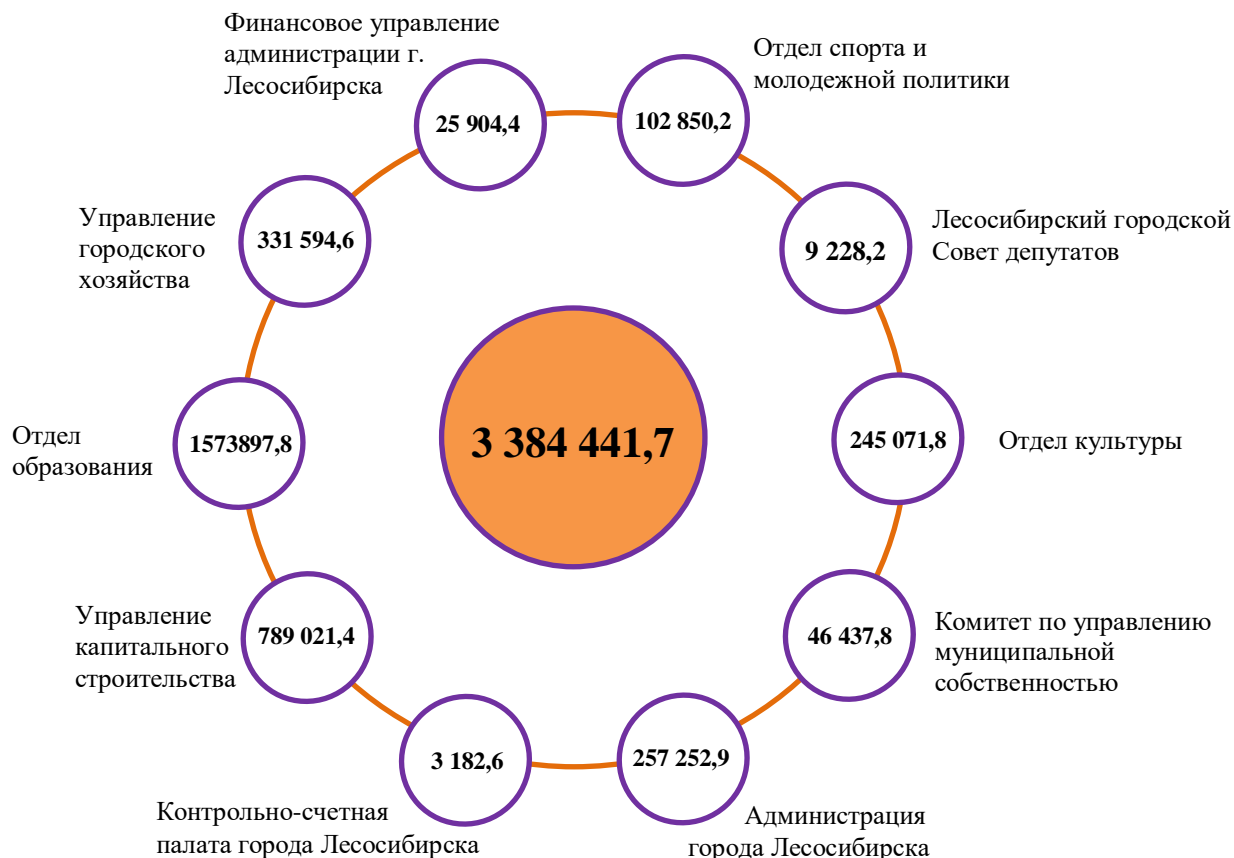 Финансовое управление
администрации г.
Лесосибирска
25 904,4
Отдел спорта и
молодежной политики
102 850,2
Управление
городского
хозяйства
331 594,6
Лесосибирский городской
Совет депутатов
9 228,2
Отдел
образования
1573897,8
3 384 441,7
245 071,8
Отдел культуры
Управление
капитального
строительства
789 021,4
46 437,8
Комитет по управлению
муниципальной
собственностью
3 182,6
Контрольно-счетная
палата города Лесосибирска
257 252,9
Администрация
города Лесосибирска